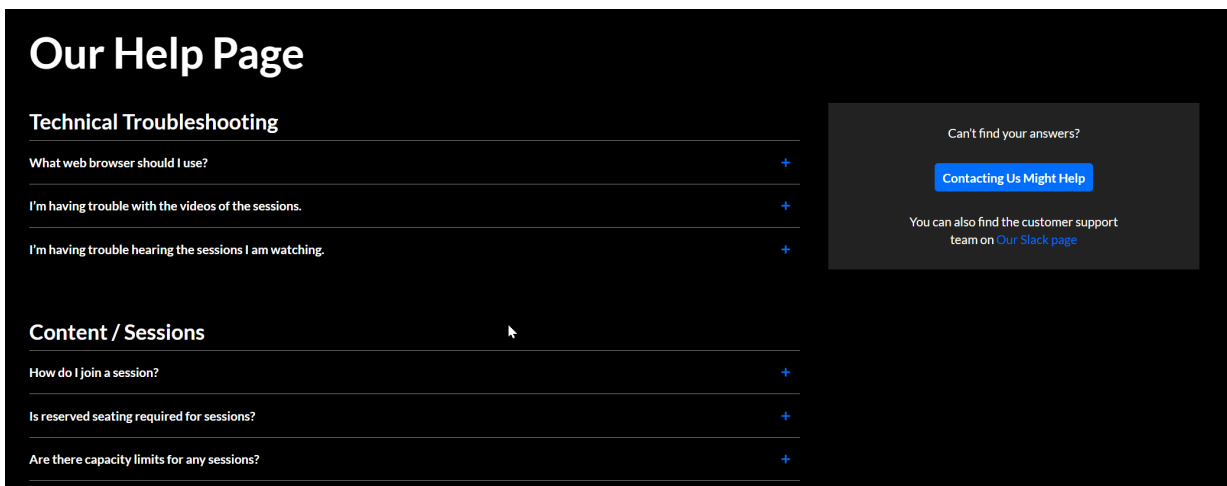 Our Help Page
Technical Troubleshooting
What web browser should I use?
I'm having trouble with the videos of the sessions.
I'm having trouble hearing the sessions I am watching.
Content / Sessions
How do I join a session?
Is reserved seating required for sessions?
Are there capacity limits for any sessions?
Can't find your answers?
Contacting Us Might Help
You can also find the customer support
team on Our Slack page